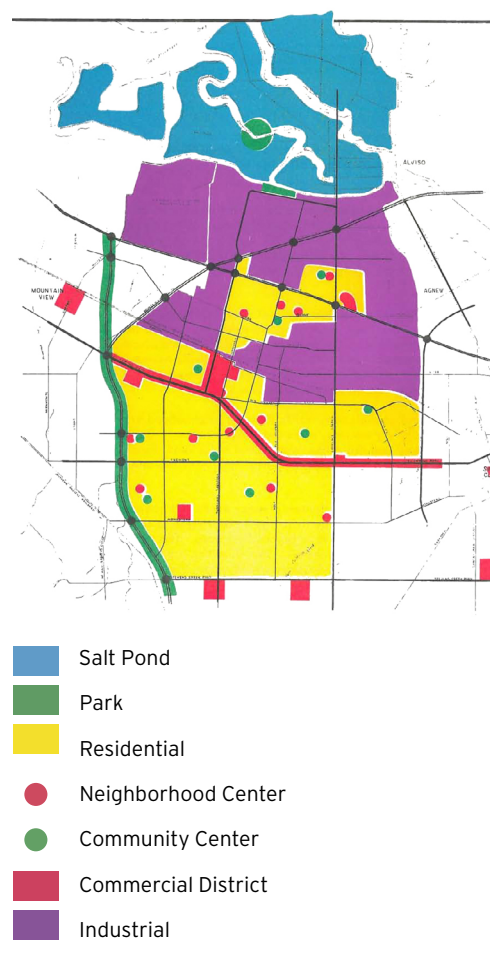 ALVISO
MOUNTAIN
VIEW
AGNEW
Salt Pond
Park
Residential
Neighborhood Center
Community Center
Commercial District
Industrial